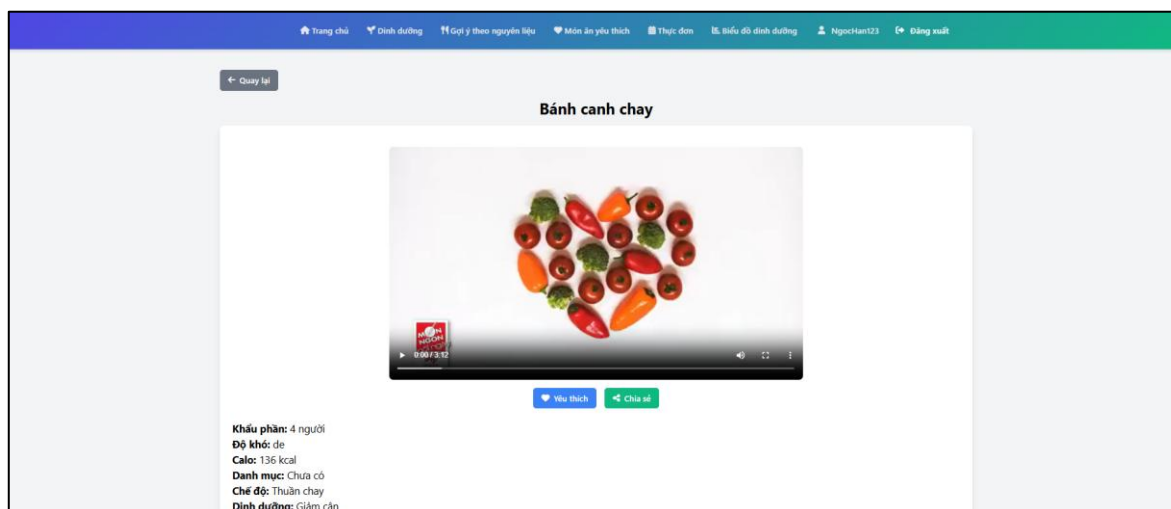 Trang chủ Dinh dưỡng Gợi ý theo nguyên liệu Món ăn yêu thích Thực đơn Biểu đồ dinh dưỡng NgocHan123 Đăng xuất
← Quay lại
Bánh canh chay
MÓN
NGON
0:00 / 3:12
Yêu thích Chia sẻ
Khẩu phần: 4 người
Độ khó: de
Calo: 136 kcal
Danh mục: Chưa có
Chế độ: Thuần chay
Dinh dưỡng: Giảm cân